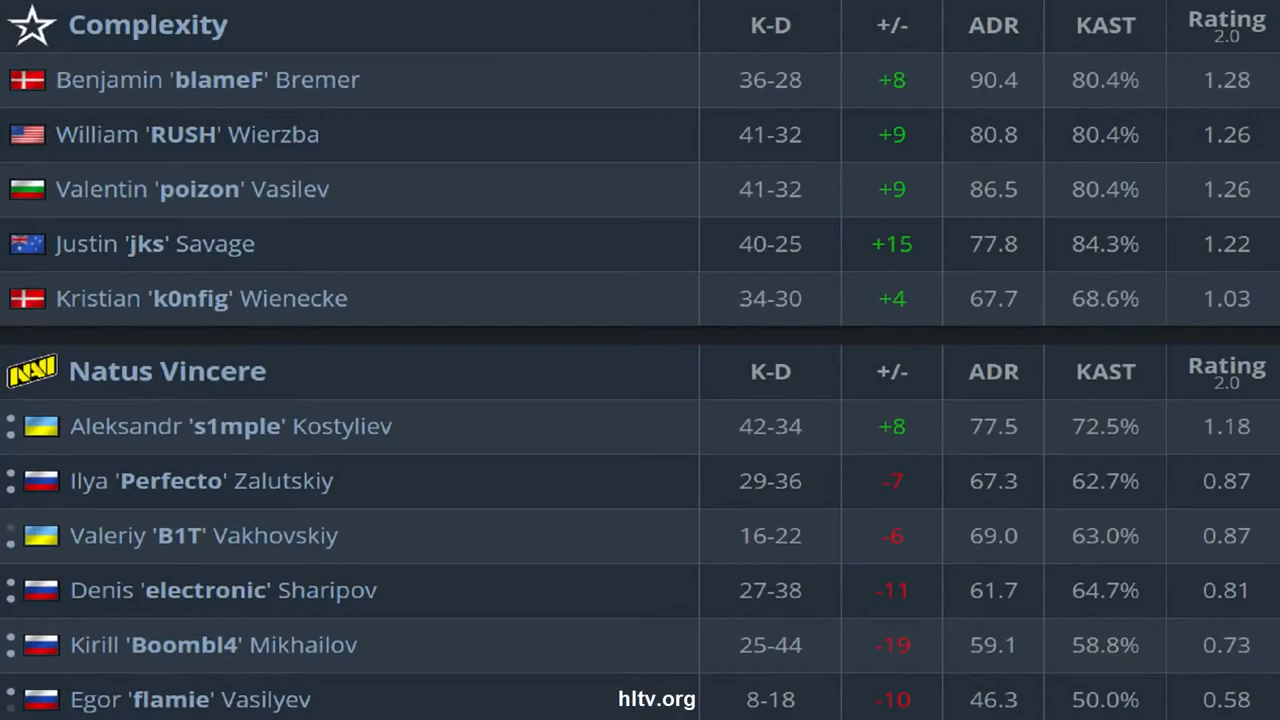 Complexity K-D +/- ADR KAST Rating 2.0
Benjamin 'blameF' Bremer 36-28 +8 90.4 80.4% 1.28
William 'RUSH' Wierzba 41-32 +9 80.8 80.4% 1.26
Valentin 'poizon' Vasilev 41-32 +9 86.5 80.4% 1.26
Justin 'jks' Savage 40-25 +15 77.8 84.3% 1.22
Kristian 'k0nfig' Wienecke 34-30 +4 67.7 68.6% 1.03
NAVI Natus Vincere K-D +/- ADR KAST Rating 2.0
Aleksandr 's1mple' Kostyliev 42-34 +8 77.5 72.5% 1.18
Ilya 'Perfecto' Zalutskiy 29-36 -7 67.3 62.7% 0.87
Valeriy 'B1T' Vakhovskiy 16-22 -6 69.0 63.0% 0.87
Denis 'electronic' Sharipov 27-38 -11 61.7 64.7% 0.81
Kirill 'Boombl4' Mikhailov 25-44 -19 59.1 58.8% 0.73
Egor 'flamie' Vasilyev hltv.org 8-18 -10 46.3 50.0% 0.58